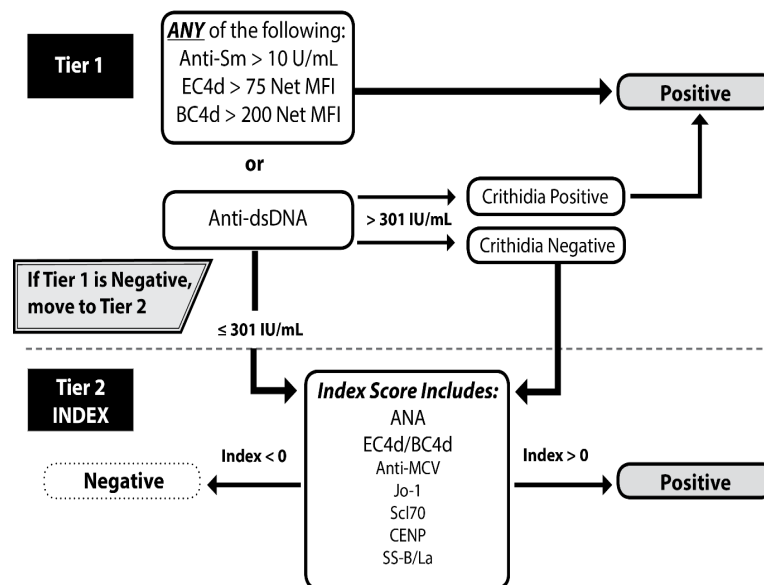 Tier 1
ANY of the following:
Anti-Sm > 10 U/mL
EC4d > 75 Net MFI
BC4d > 200 Net MFI
Positive
or
Anti-dsDNA
> 301 IU/mL
Crithidia Positive
Crithidia Negative
If Tier 1 is Negative,
move to Tier 2
≤ 301 IU/mL
Tier 2
INDEX
Index Score Includes:
ANA
EC4d/BC4d
Anti-MCV
Jo-1
Scl70
CENP
SS-B/La
Index < 0
Negative
Index > 0
Positive